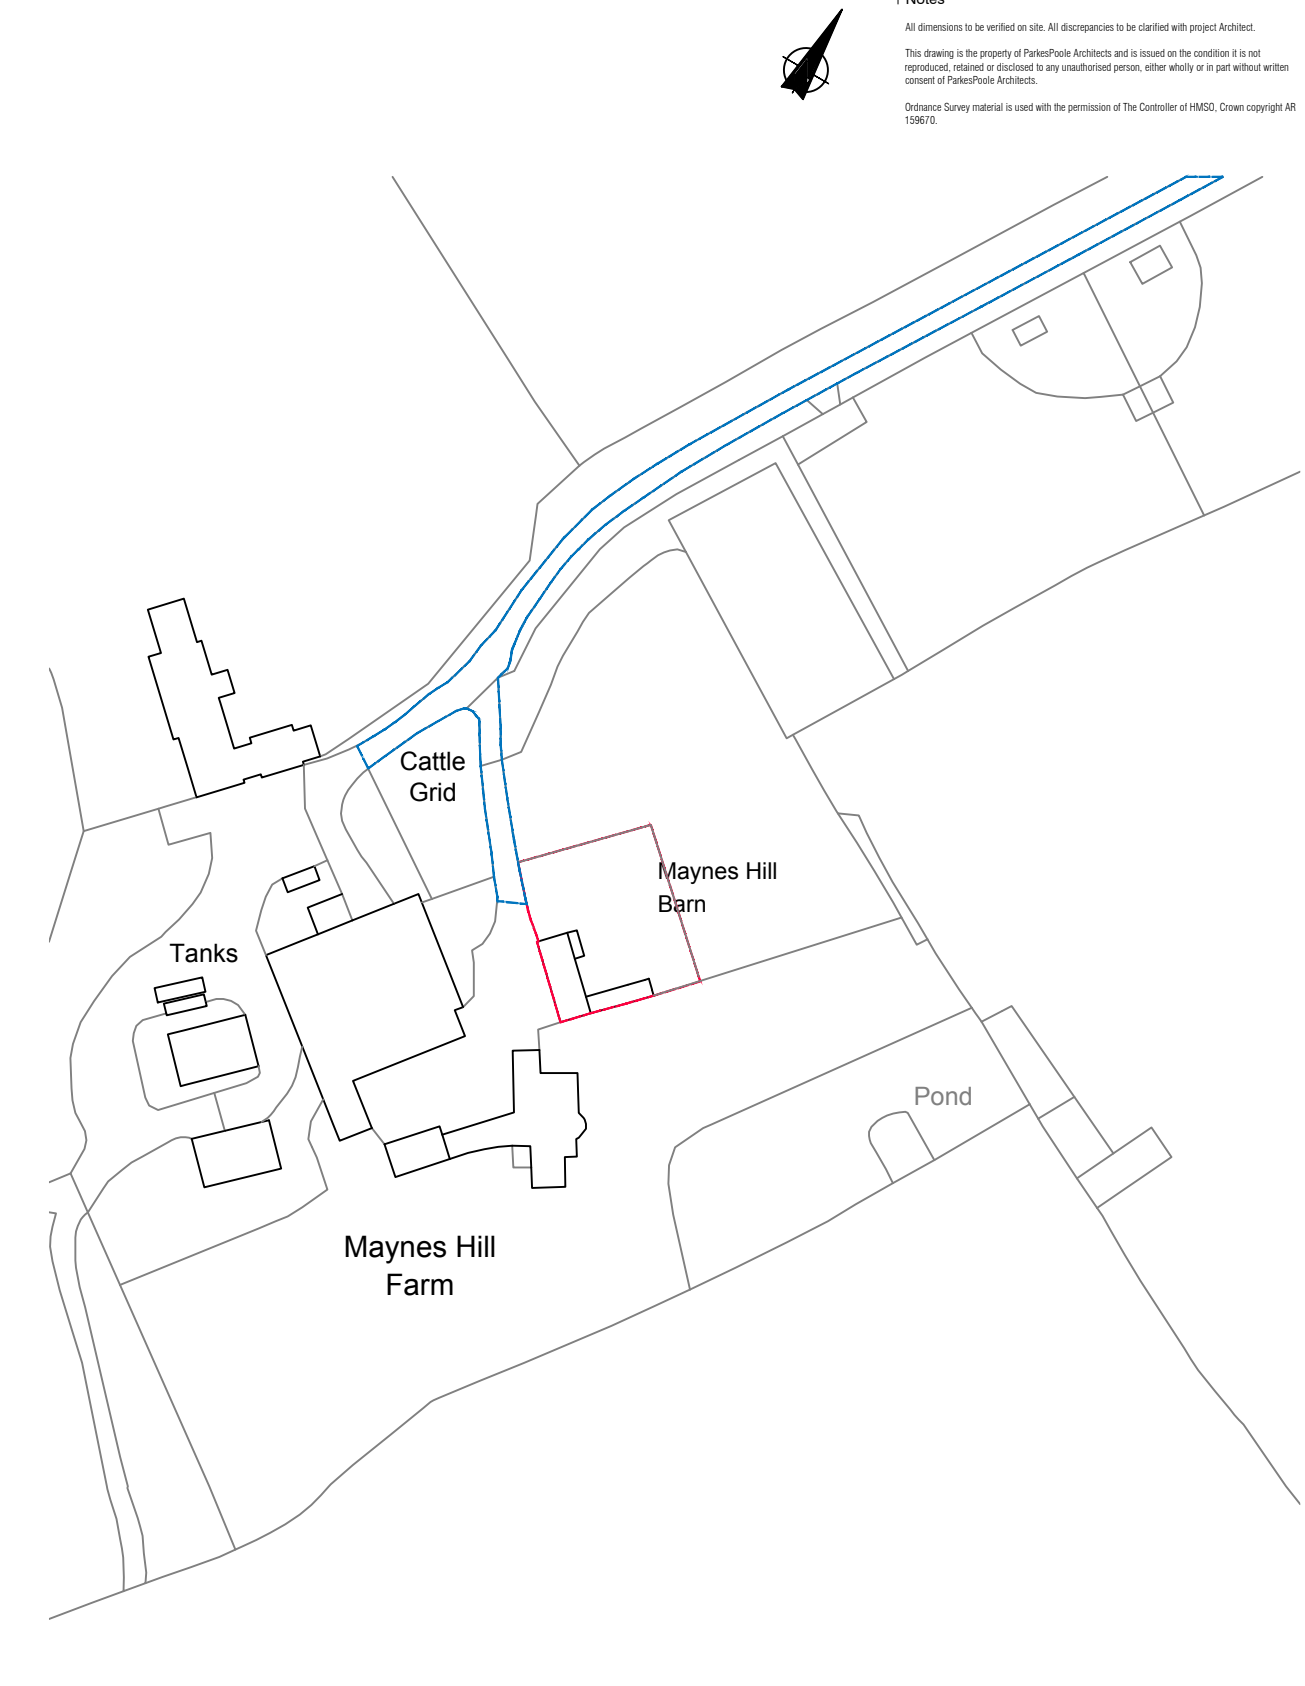 Notes
All dimensions to be verified on site. All discrepancies to be clarified with project Architect.
This drawing is the property of ParkesPoole Architects and is issued on the condition it is not
reproduced, retained or disclosed to any unauthorised person, either wholly or in part without written
consent of ParkesPoole Architects.
Ordnance Survey material is used with the permission of The Controller of HMSO, Crown copyright AR
159670.
Cattle
Grid
Maynes Hill
Barn
Tanks
Pond
Maynes Hill
Farm